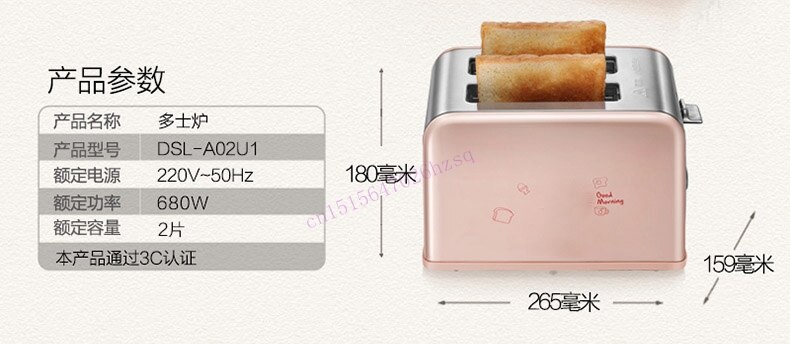 产品参数
产品名称 多士炉
产品型号 DSL-A02U1
额定电源 220V~50Hz
额定功率 680W
额定容量 2片
本产品通过3C认证
180毫米
Good
Morning
159毫米
265毫米